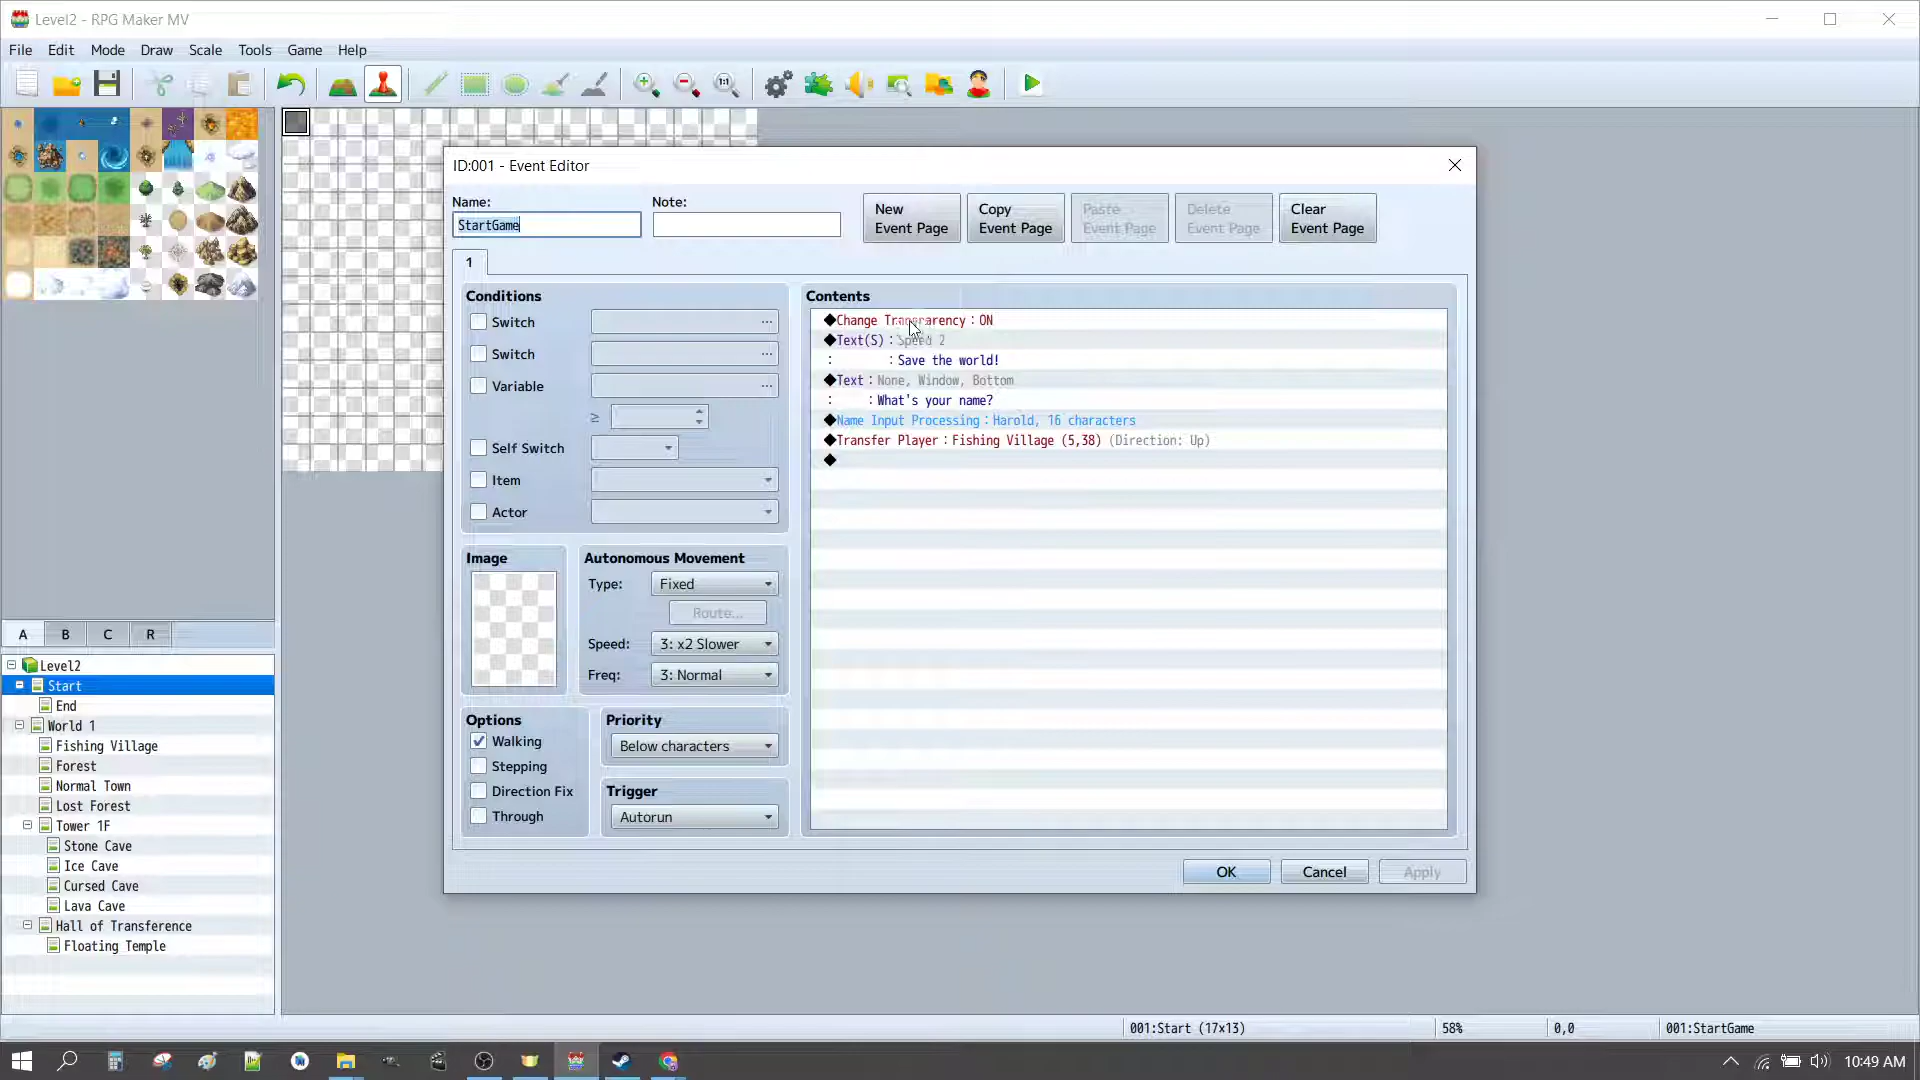 Level2 - RPG Maker MV
File Edit Mode Draw Scale Tools Game Help
1:1
ID:001 - Event Editor
Name:
Note:
StartGame
New
Event Page
Copy
Event Page
Paste
Event Page
Delete
Event Page
Clear
Event Page
1
Conditions
Switch ...
Switch ...
Variable ...
≥
Self Switch
Item
Actor
Image
Autonomous Movement
Type: Fixed
Route...
Speed: 3: x2 Slower
Freq: 3: Normal
Options
Walking
Stepping
Direction Fix
Through
Priority
Below characters
Trigger
Autorun
Contents
◆Change Transparency : ON
◆Text(S) : Speed 2
: : Save the world!
◆Text : None, Window, Bottom
: : What's your name?
◆Name Input Processing : Harold, 16 characters
◆Transfer Player : Fishing Village (5,38) (Direction: Up)
◆
OK
Cancel
Apply
A B C R
Level2
Start
End
World 1
Fishing Village
Forest
Normal Town
Lost Forest
Tower 1F
Stone Cave
Ice Cave
Cursed Cave
Lava Cave
Hall of Transference
Floating Temple
001:Start (17x13)
58%
0,0
001:StartGame
10:49 AM